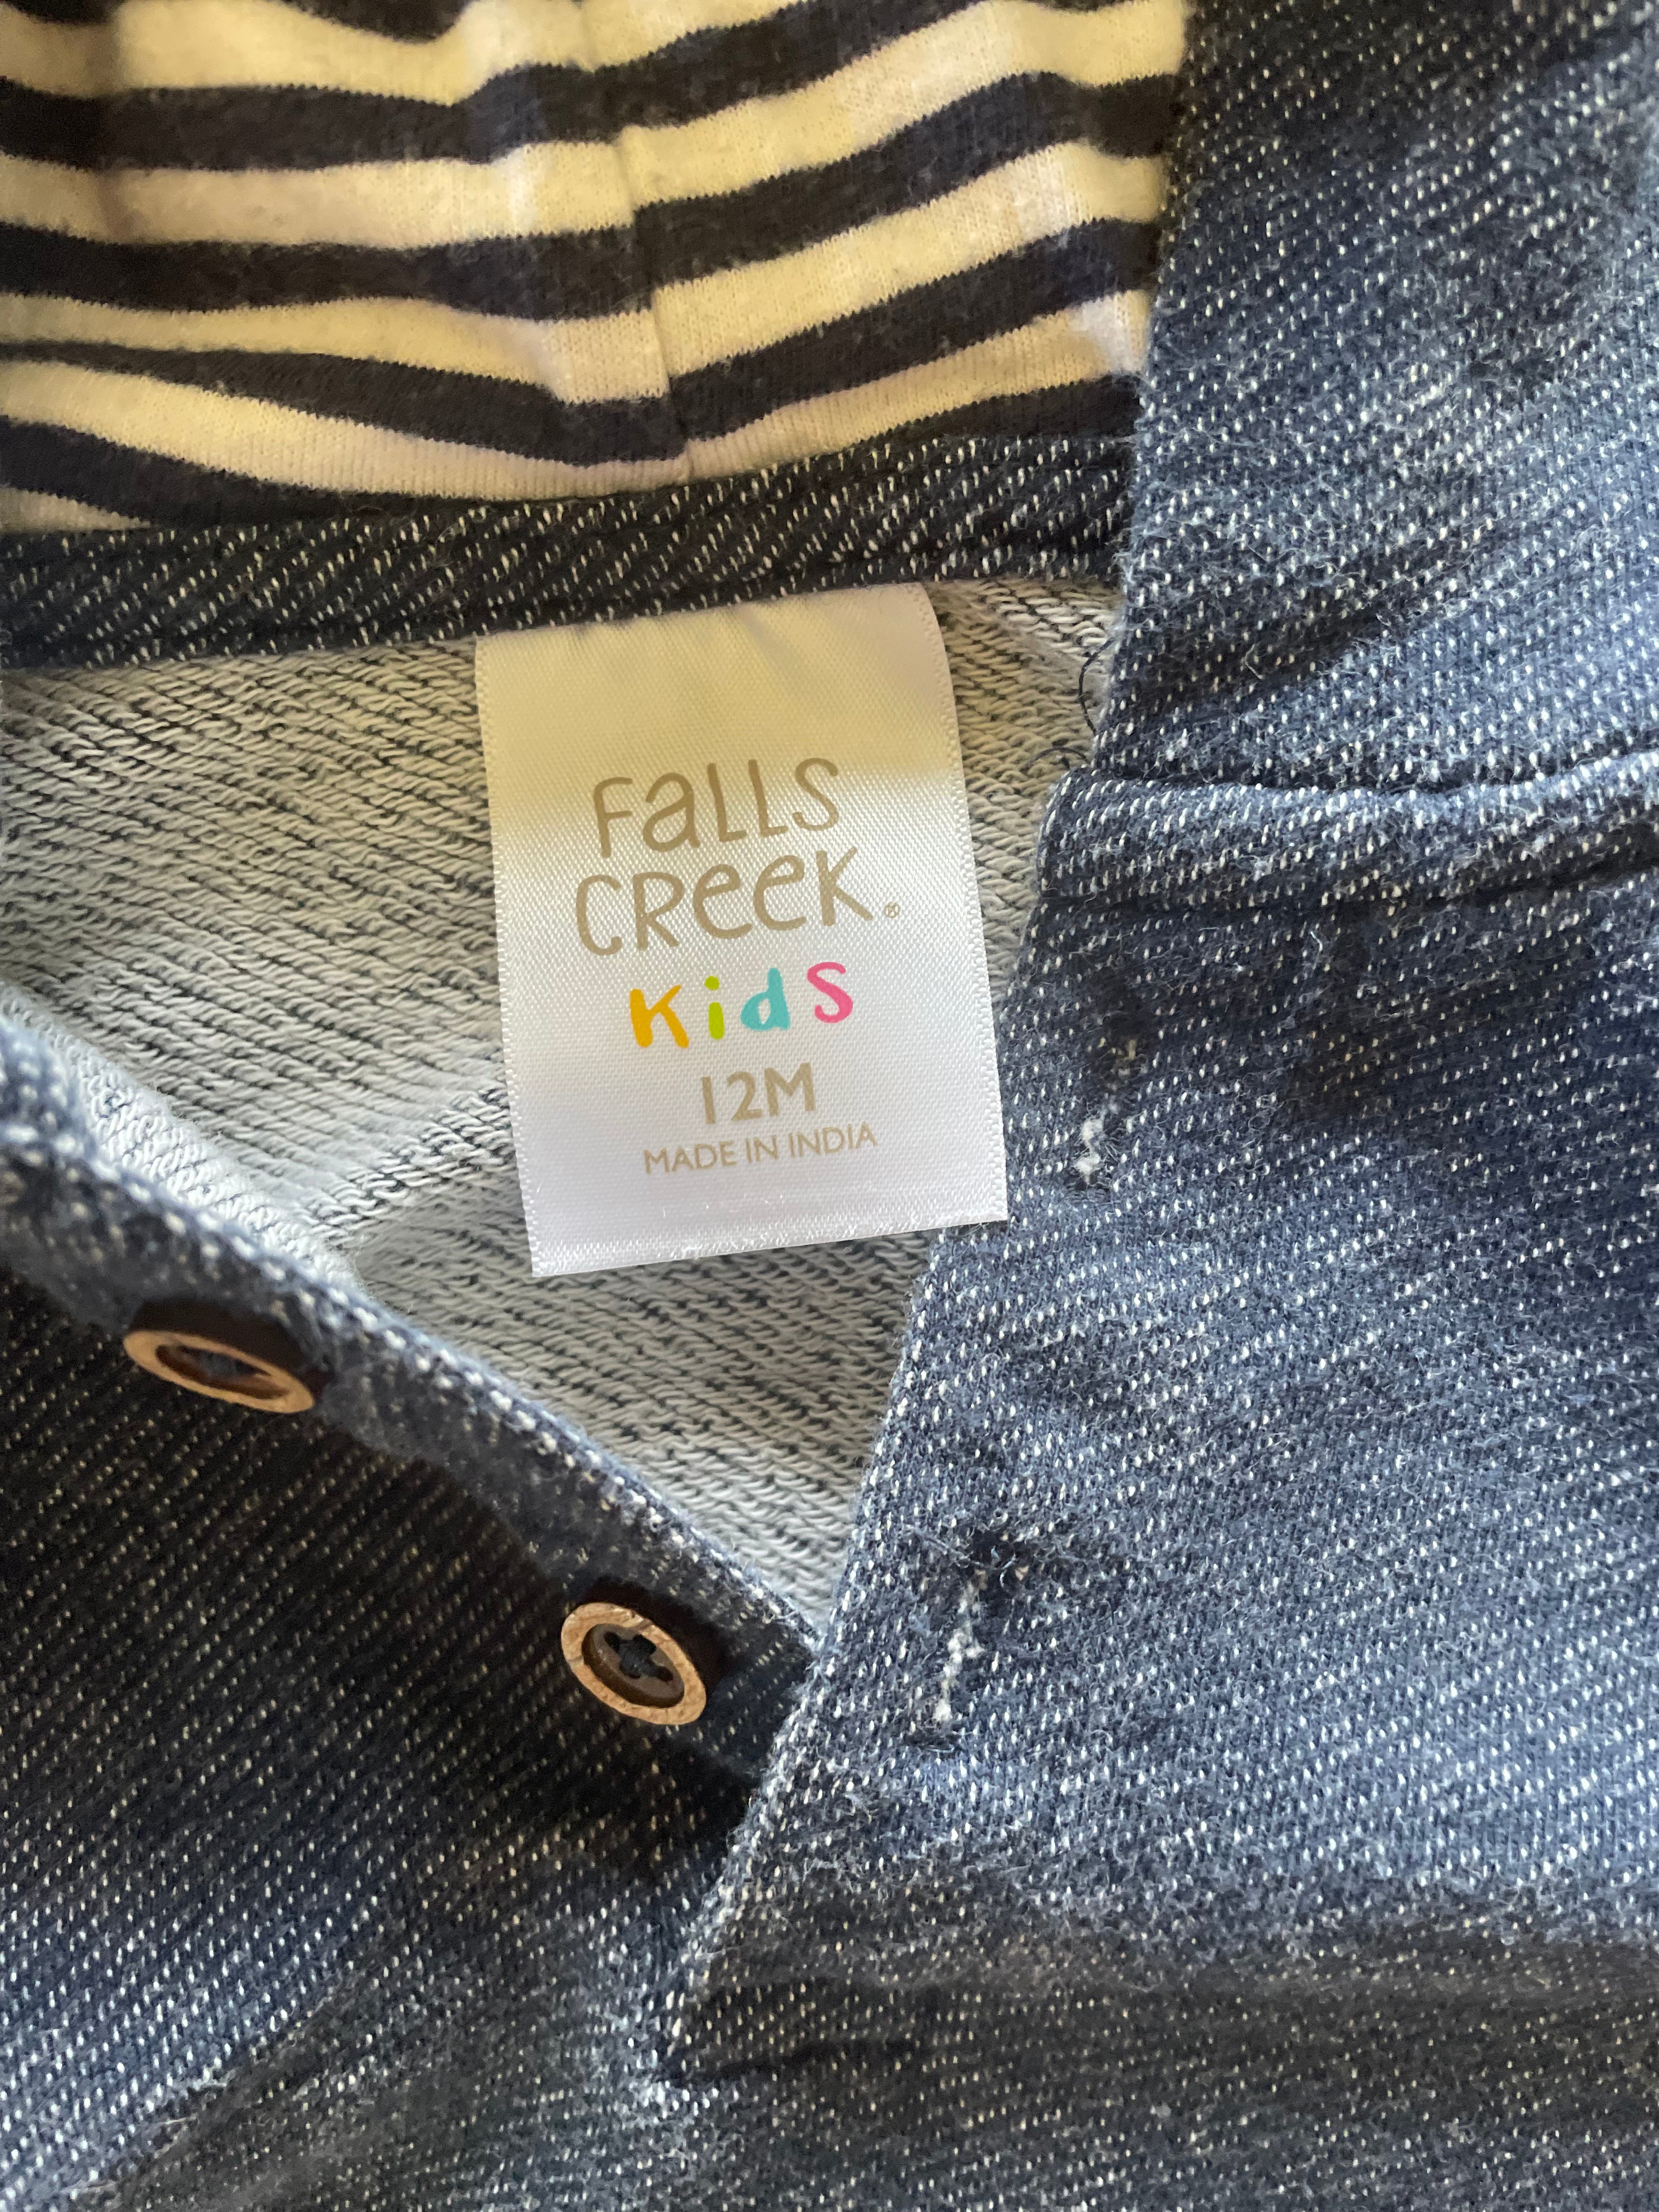 Falls
Creek®
Kids
12M
MADE IN INDIA